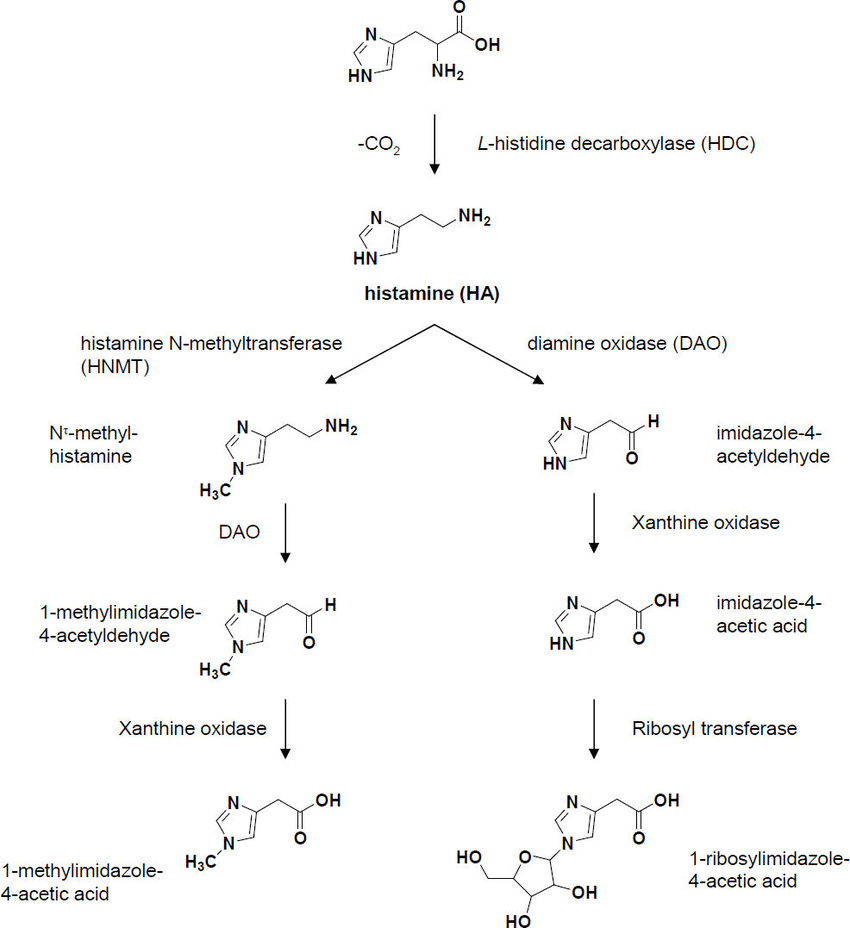 O
N
OH
HN
NH2
-CO2
L-histidine decarboxylase (HDC)
N
NH2
HN
histamine (HA)
histamine N-methyltransferase
(HNMT)
diamine oxidase (DAO)
Nτ-methyl-
histamine
N
NH2
N
H3C
N
H
HN
O
imidazole-4-
acetyldehyde
DAO
Xanthine oxidase
1-methylimidazole-
4-acetyldehyde
N
H
N
O
H3C
N
OH
HN
O
imidazole-4-
acetic acid
Xanthine oxidase
Ribosyl transferase
N
OH
N
O
H3C
1-methylimidazole-
4-acetic acid
N
OH
O
N
HO
O
OH
HO
1-ribosylimidazole-
4-acetic acid